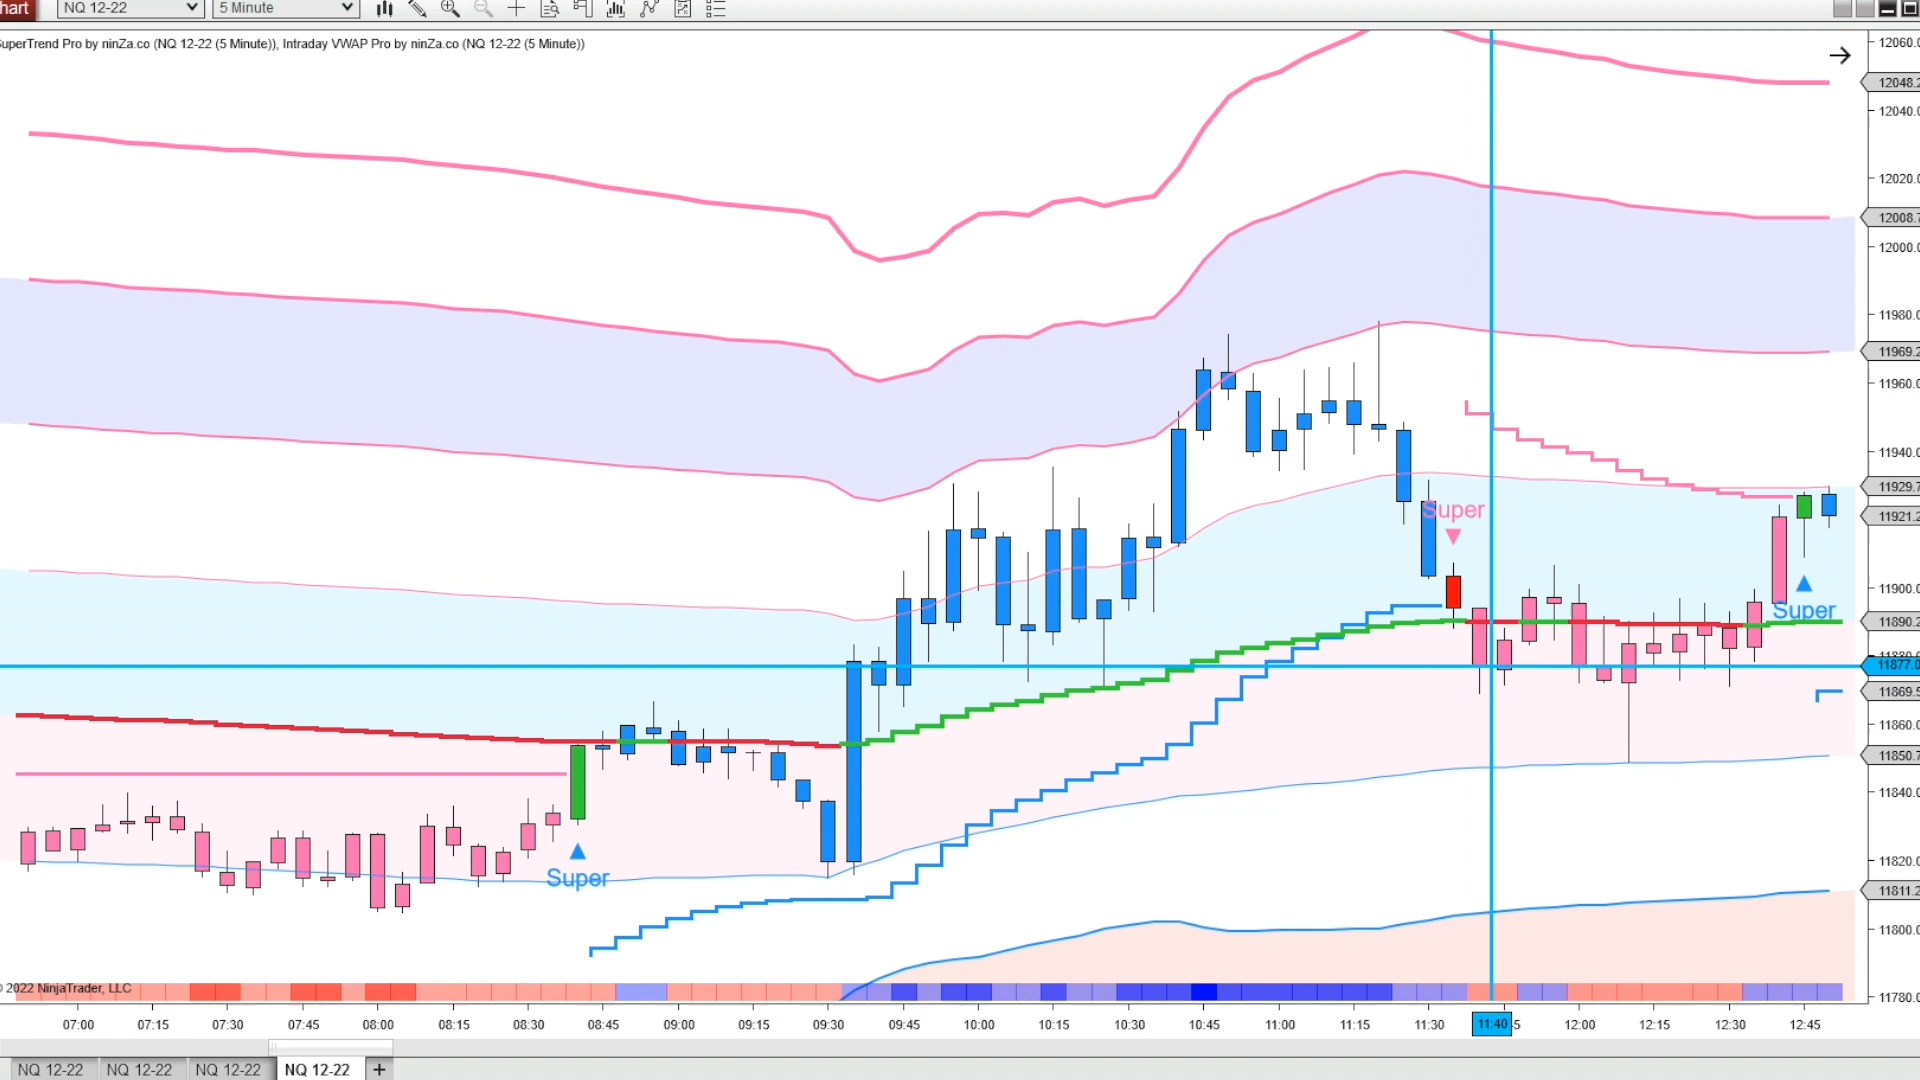 hart NQ 12-22 5 Minute
SuperTrend Pro by ninZa.co (NQ 12-22 (5 Minute)), Intraday VWAP Pro by ninZa.co (NQ 12-22 (5 Minute))
12060.0
12048.2
12040.0
12020.0
12008.7
12000.0
11980.0
11969.2
11960.0
11940.0
11929.7
Super
11921.2
11900.0
Super
11890.2
11877.0
11869.5
11860.0
11850.7
11840.0
11820.0
Super
11811.2
11800.0
© 2022 NinjaTrader, LLC
11780.0
07:00 07:15 07:30 07:45 08:00 08:15 08:30 08:45 09:00 09:15 09:30 09:45 10:00 10:15 10:30 10:45 11:00 11:15 11:30 11:40 12:00 12:15 12:30 12:45
NQ 12-22 NQ 12-22 NQ 12-22 NQ 12-22 +